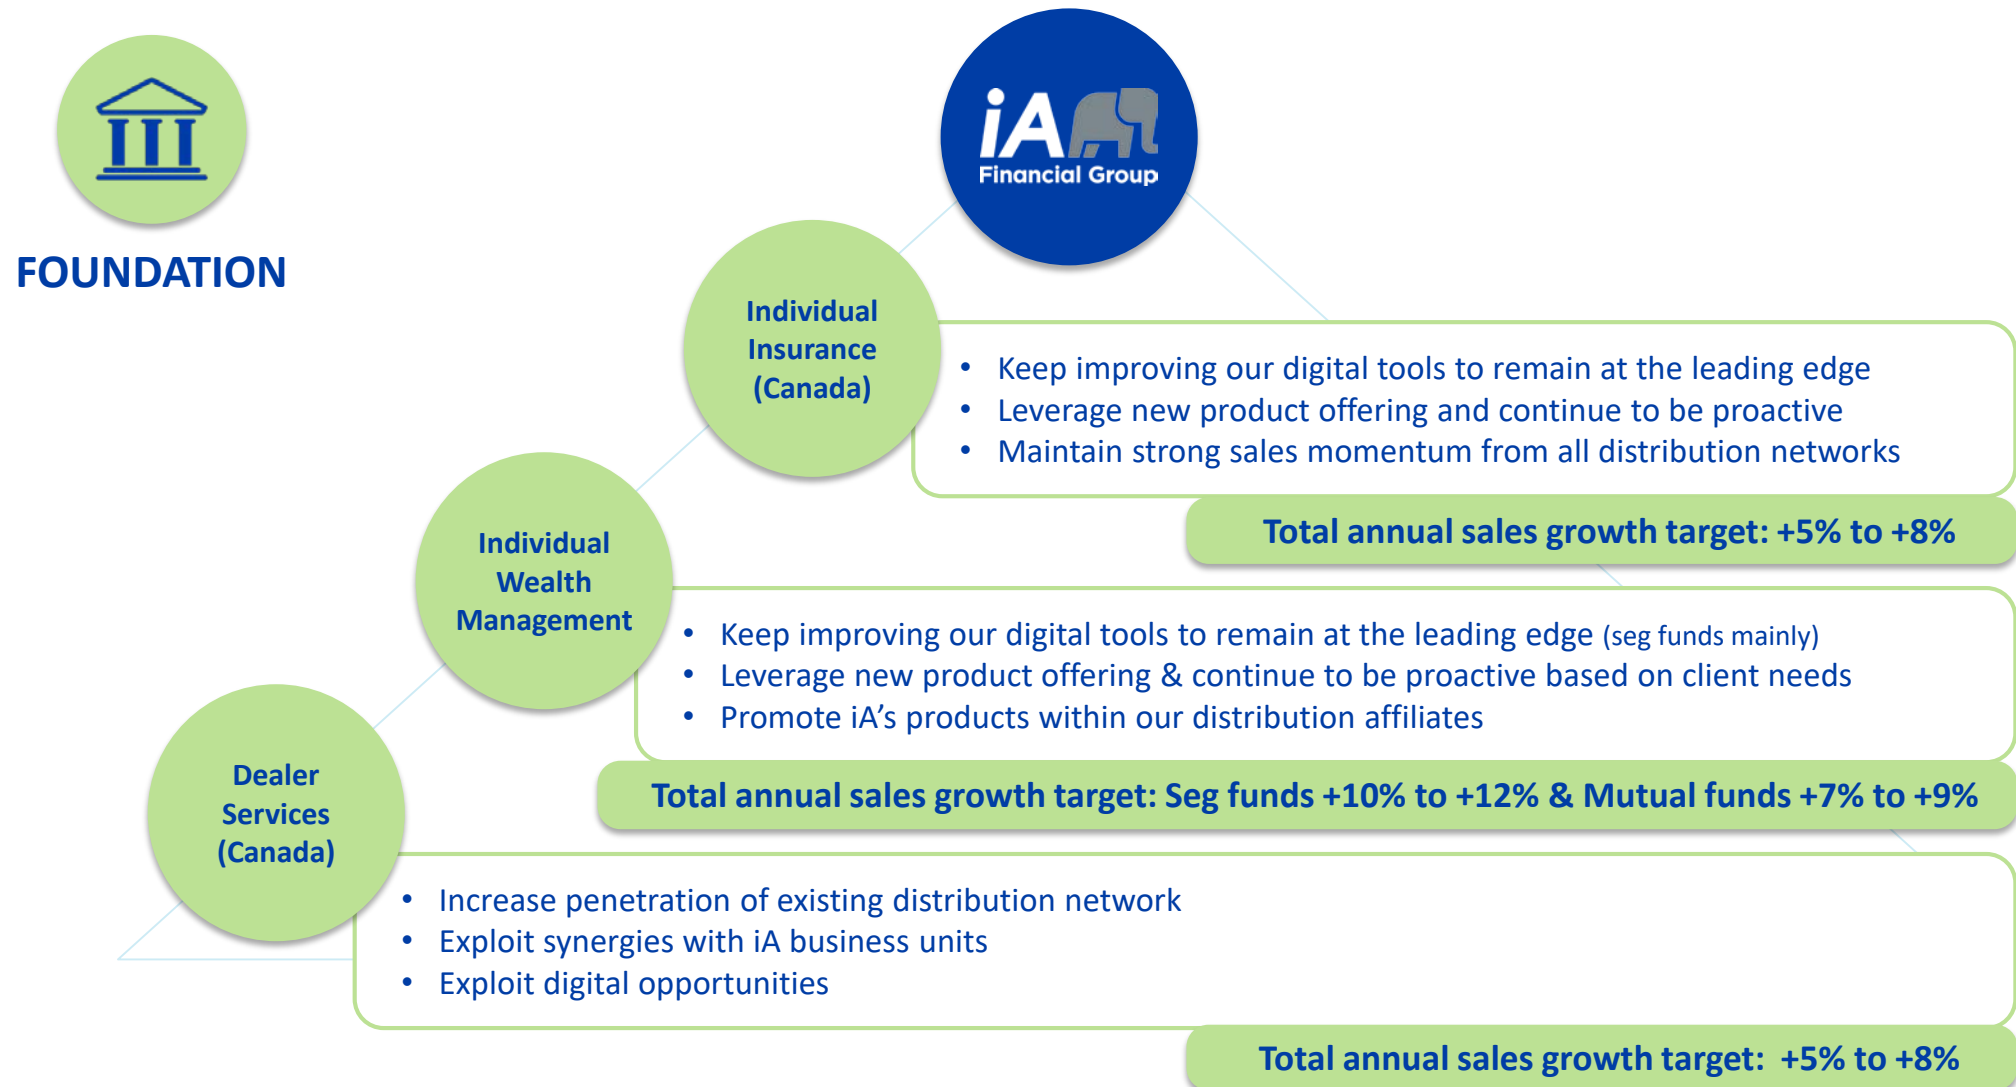 FOUNDATION
iA
Financial Group
Individual
Insurance
(Canada)
• Keep improving our digital tools to remain at the leading edge
• Leverage new product offering and continue to be proactive
• Maintain strong sales momentum from all distribution networks
Total annual sales growth target: +5% to +8%
Individual
Wealth
Management
• Keep improving our digital tools to remain at the leading edge (seg funds mainly)
• Leverage new product offering & continue to be proactive based on client needs
• Promote iA’s products within our distribution affiliates
Total annual sales growth target: Seg funds +10% to +12% & Mutual funds +7% to +9%
Dealer
Services
(Canada)
• Increase penetration of existing distribution network
• Exploit synergies with iA business units
• Exploit digital opportunities
Total annual sales growth target: +5% to +8%